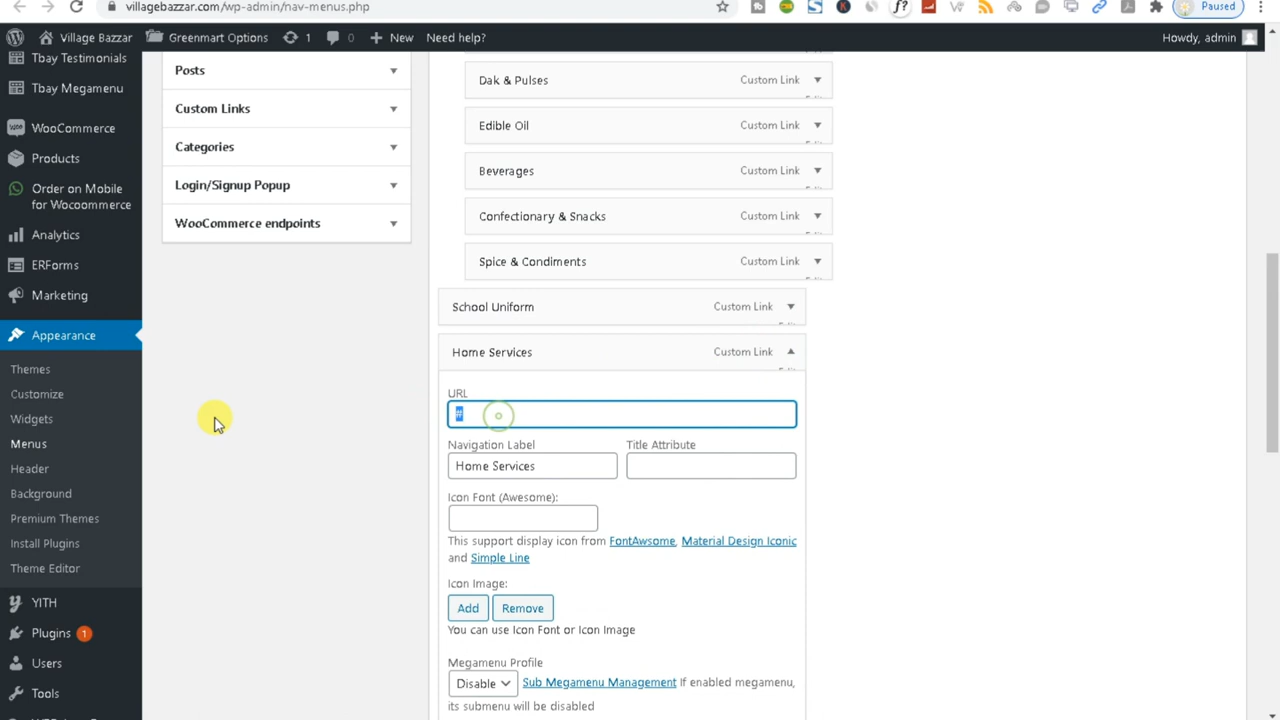 villagebazzar.com/wp-admin/nav-menus.php
Paused
Village Bazzar
Greenmart Options
1
0
New
Need help?
Howdy, admin
Tbay Testimonials
Tbay Megamenu
WooCommerce
Products
Order on Mobile
for Wocoommerce
Analytics
ERForms
Marketing
Appearance
Themes
Customize
Widgets
Menus
Header
Background
Premium Themes
Install Plugins
Theme Editor
YITH
Plugins 1
Users
Tools
Posts
Custom Links
Categories
Login/Signup Popup
WooCommerce endpoints
Dak & Pulses Custom Link
Edible Oil Custom Link
Beverages Custom Link
Confectionary & Snacks Custom Link
Spice & Condiments Custom Link
School Uniform Custom Link
Home Services Custom Link
URL
#
Navigation Label Title Attribute
Home Services
Icon Font (Awesome):
This support display icon from FontAwsome, Material Design Iconic
and Simple Line
Icon Image:
Add Remove
You can use Icon Font or Icon Image
Megamenu Profile
Disable Sub Megamenu Management If enabled megamenu,
its submenu will be disabled